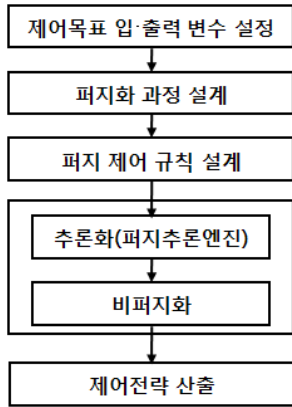 제어목표 입·출력 변수 설정
퍼지화 과정 설계
퍼지 제어 규칙 설계
추론화(퍼지추론엔진)
비퍼지화
제어전략 산출